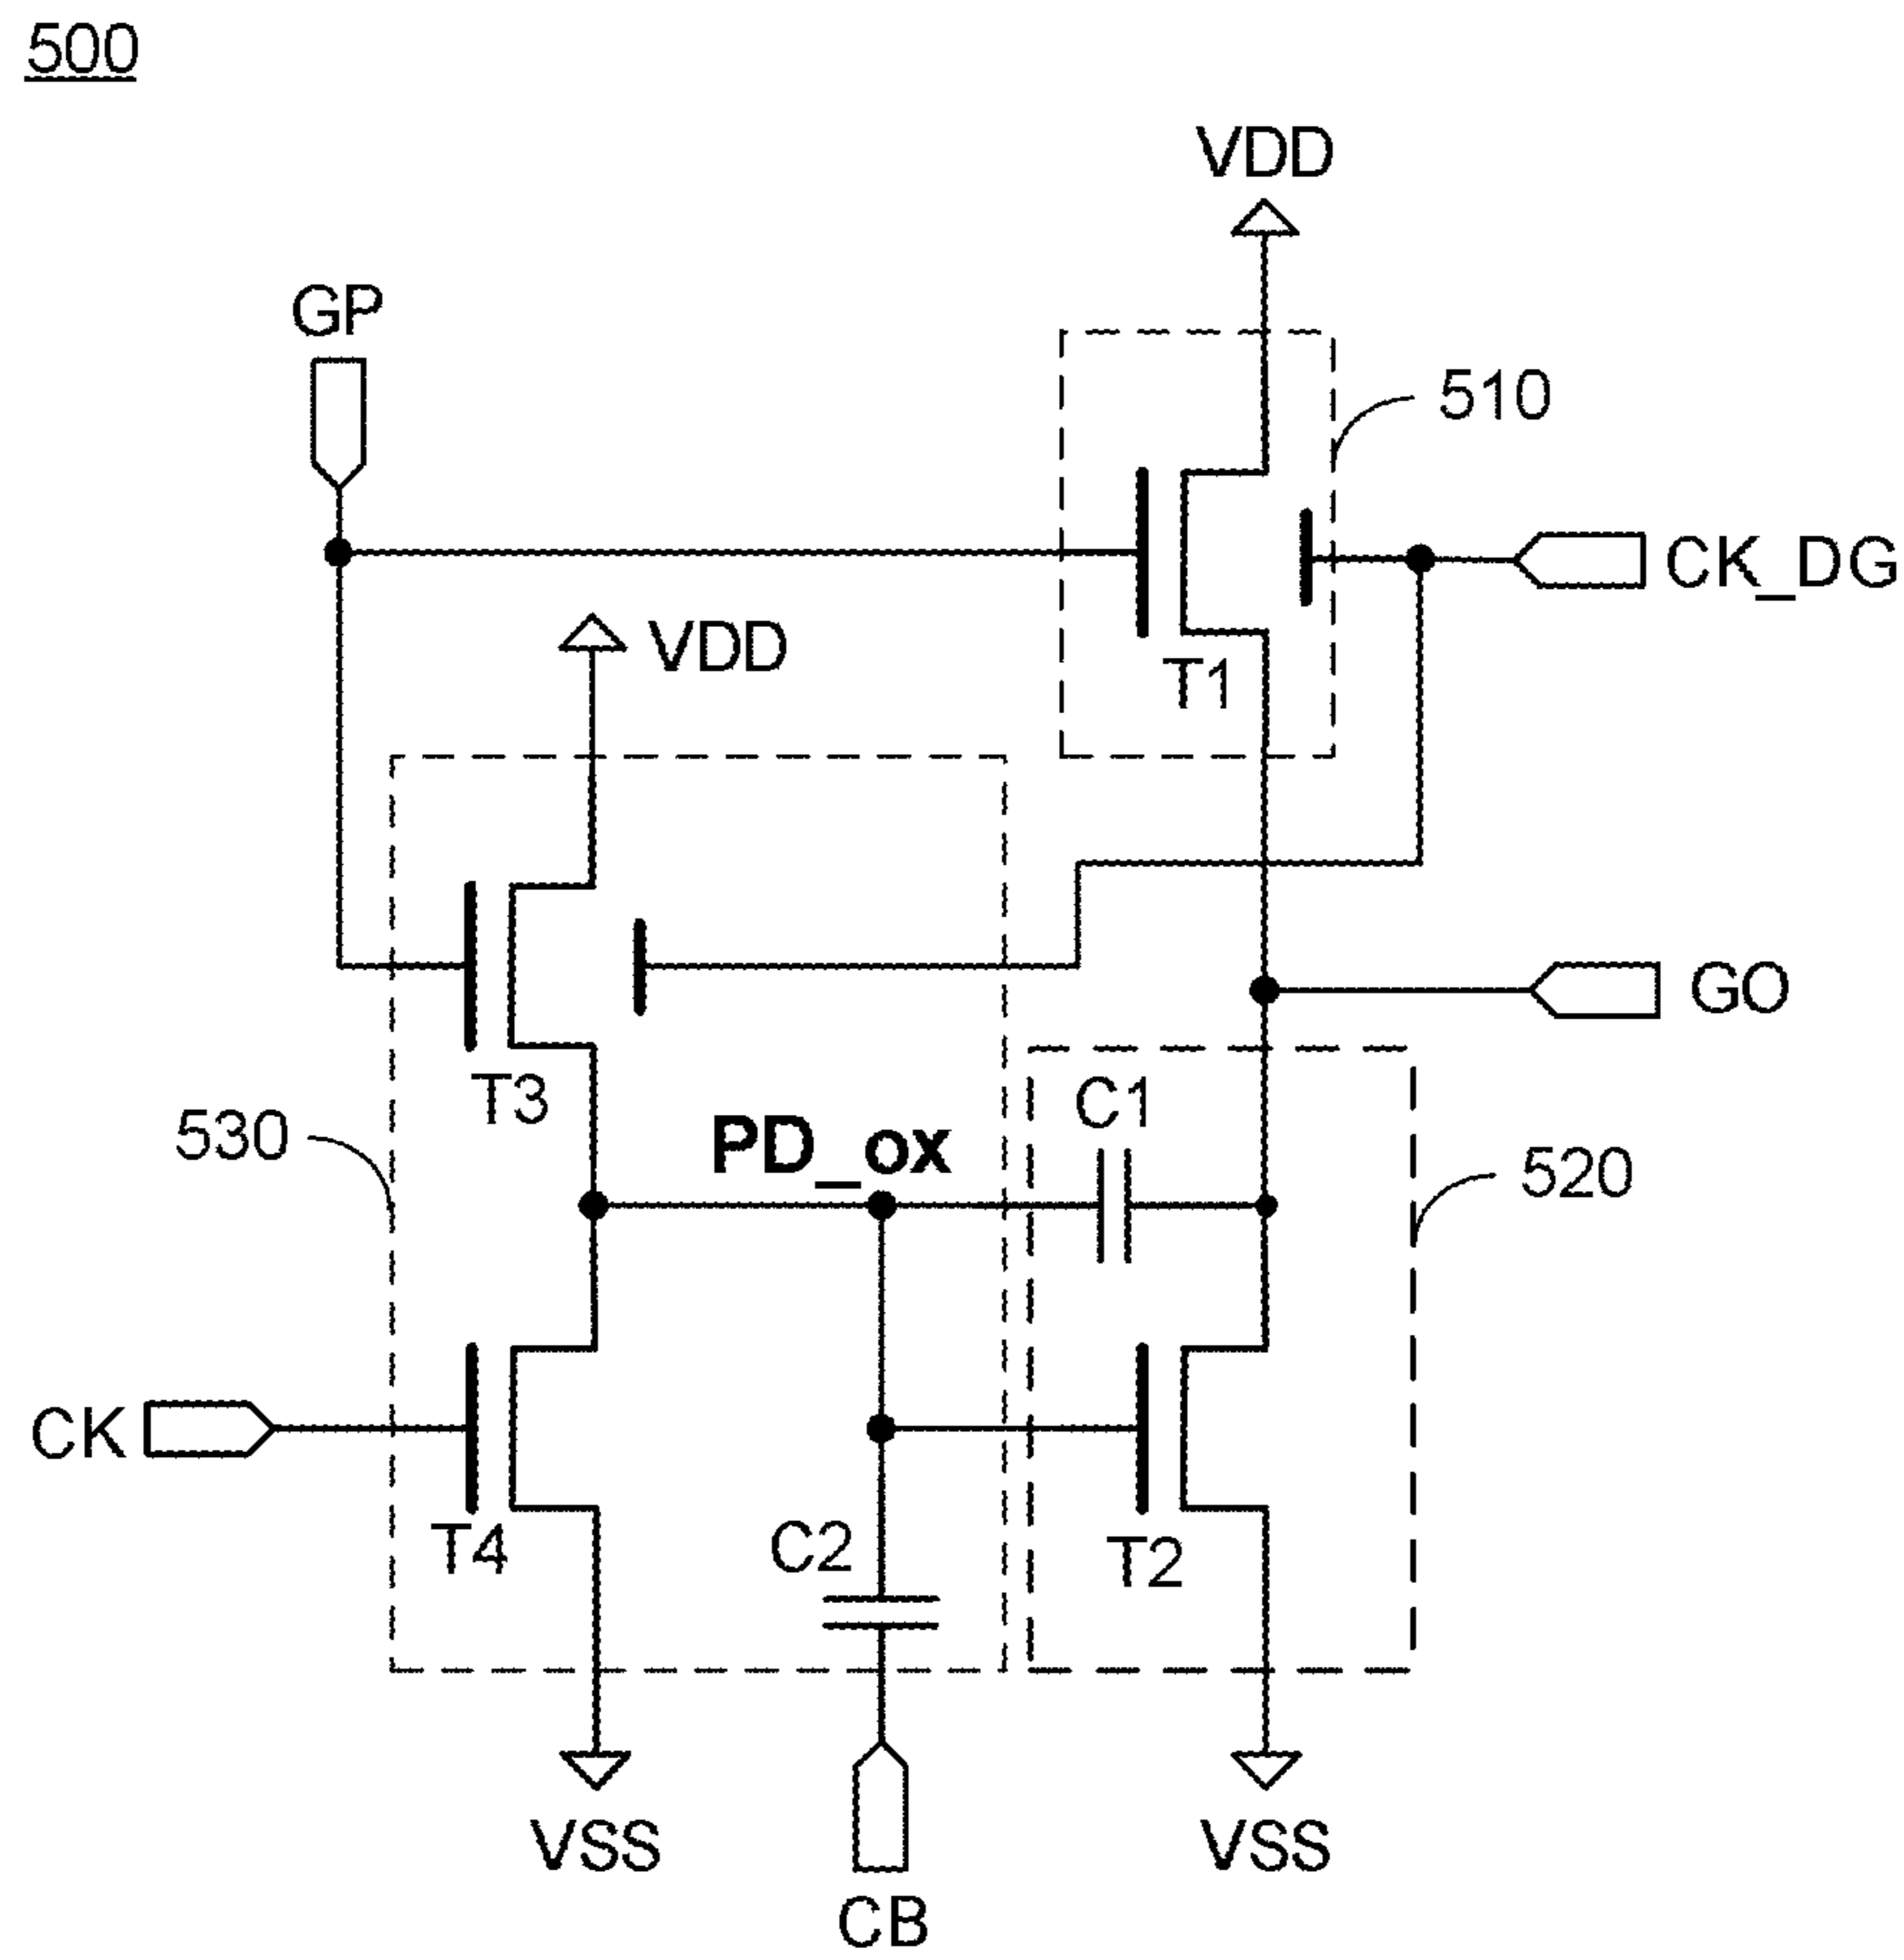 500
VDD
GP
510
CK_DG
VDD
T1
GO
T3
C1
530
PD_ox
520
CK
T4
C2
T2
VSS
VSS
CB